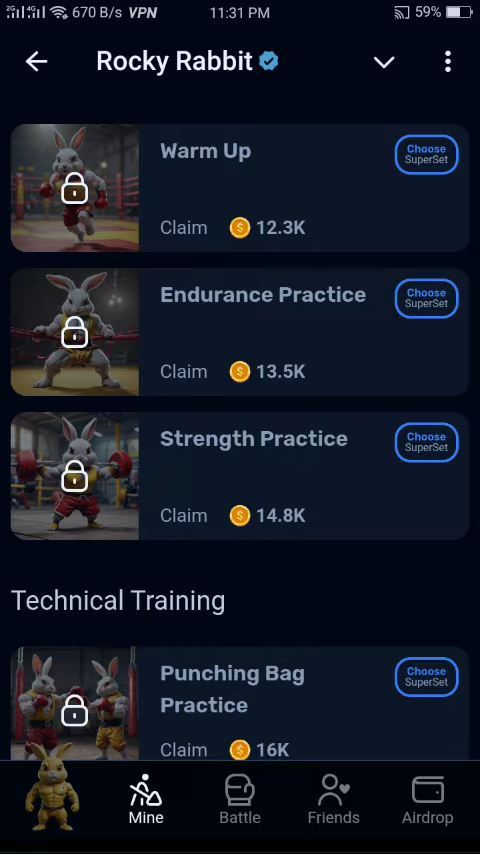 2G 4G 670 B/s VPN 11:31 PM 59%
Rocky Rabbit
Warm Up
Choose
SuperSet
Claim 12.3K
Endurance Practice
Choose
SuperSet
Claim 13.5K
Strength Practice
Choose
SuperSet
Claim 14.8K
Technical Training
Punching Bag
Practice
Choose
SuperSet
Claim 16K
Mine Battle Friends Airdrop